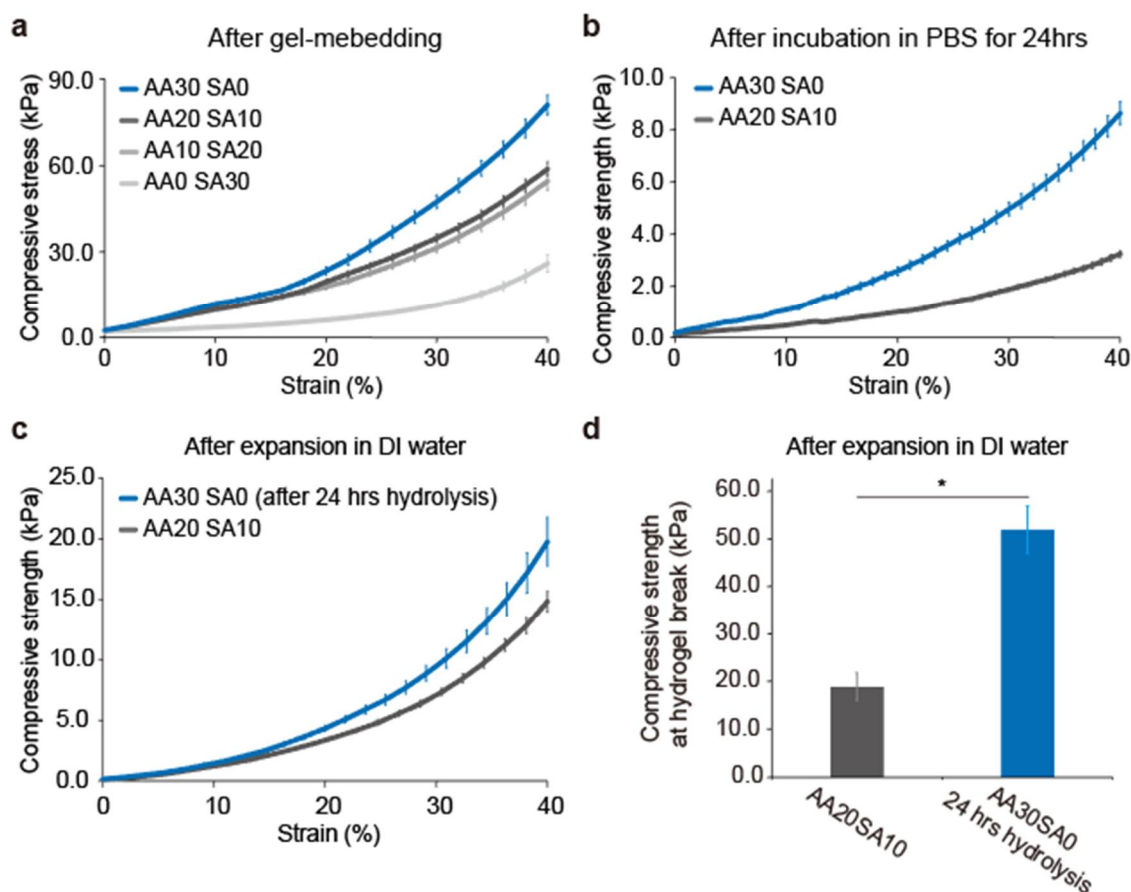 a
After gel-mebedding
Compressive stress (kPa)
90.0
60.0
30.0
0.0
AA30 SA0
AA20 SA10
AA10 SA20
AA0 SA30
0
10
20
30
40
Strain (%)
b
After incubation in PBS for 24hrs
Compressive strength (kPa)
10.0
8.0
6.0
4.0
2.0
0.0
AA30 SA0
AA20 SA10
0
10
20
30
40
Strain (%)
c
After expansion in DI water
Compressive strength (kPa)
25.0
20.0
15.0
10.0
5.0
0.0
AA30 SA0 (after 24 hrs hydrolysis)
AA20 SA10
0
10
20
30
40
Strain (%)
d
After expansion in DI water
Compressive strength
at hydrogel break (kPa)
60.0
50.0
40.0
30.0
20.0
10.0
0.0
*
AA20SA10
AA30SA0
24 hrs hydrolysis